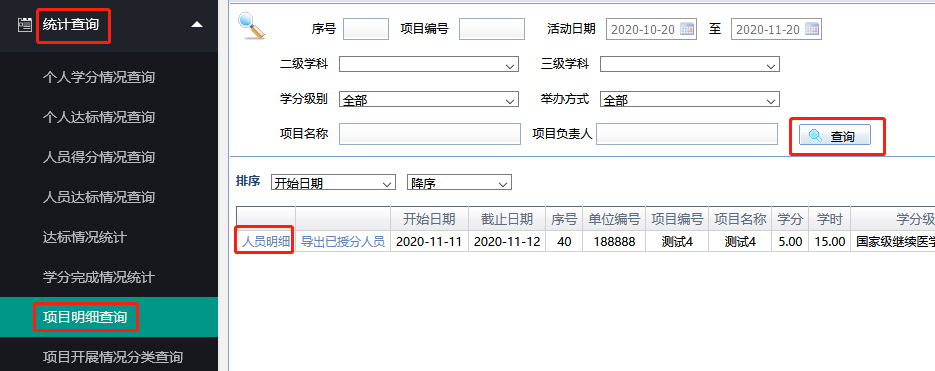 统计查询
个人学分情况查询
个人达标情况查询
人员得分情况查询
人员达标情况查询
达标情况统计
学分完成情况统计
项目明细查询
项目开展情况分类查询
序号 项目编号 活动日期 2020-10-20 至 2020-11-20
二级学科 三级学科
学分级别 全部 举办方式 全部
项目名称 项目负责人 查询
排序 开始日期 降序
开始日期 截止日期 序号 单位编号 项目编号 项目名称 学分 学时 学分级
人员明细 导出已授分人员 2020-11-11 2020-11-12 40 188888 测试4 测试4 5.00 15.00 国家级继续医学